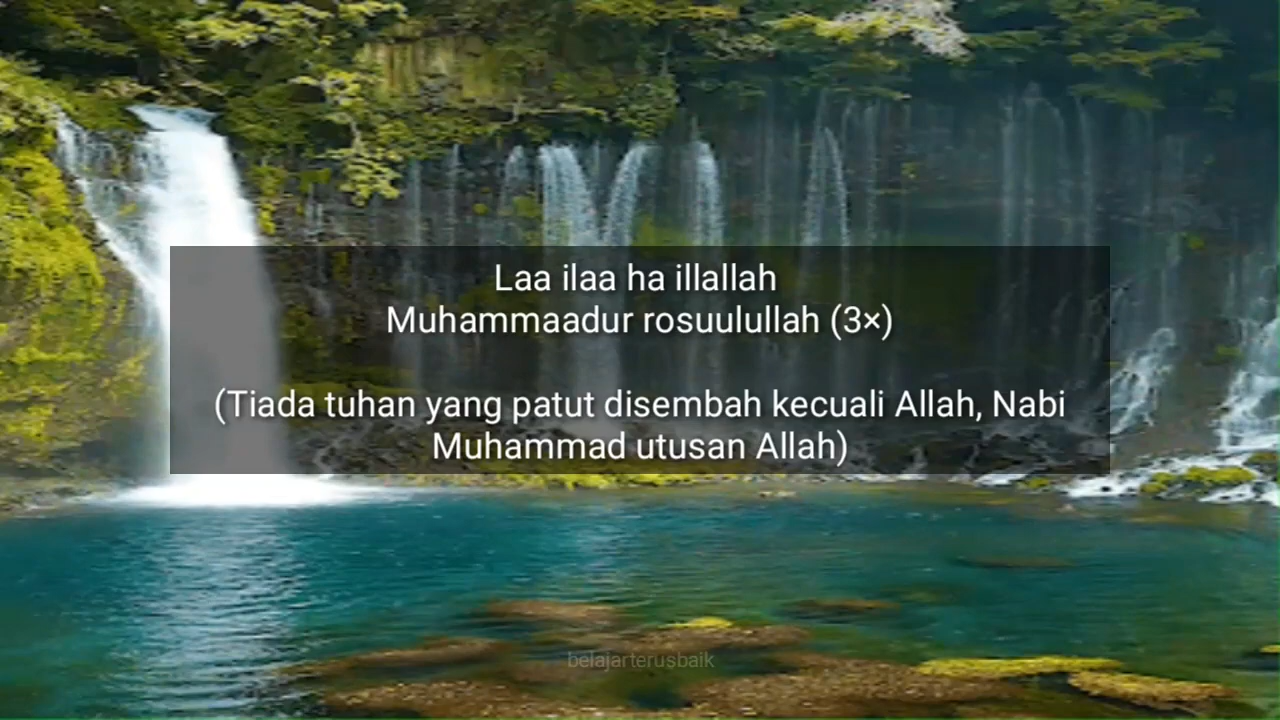 Laa ilaa ha illallah
Muhammaadur rosuulullah (3×)
(Tiada tuhan yang patut disembah kecuali Allah, Nabi
Muhammad utusan Allah)
belajarterusbaik